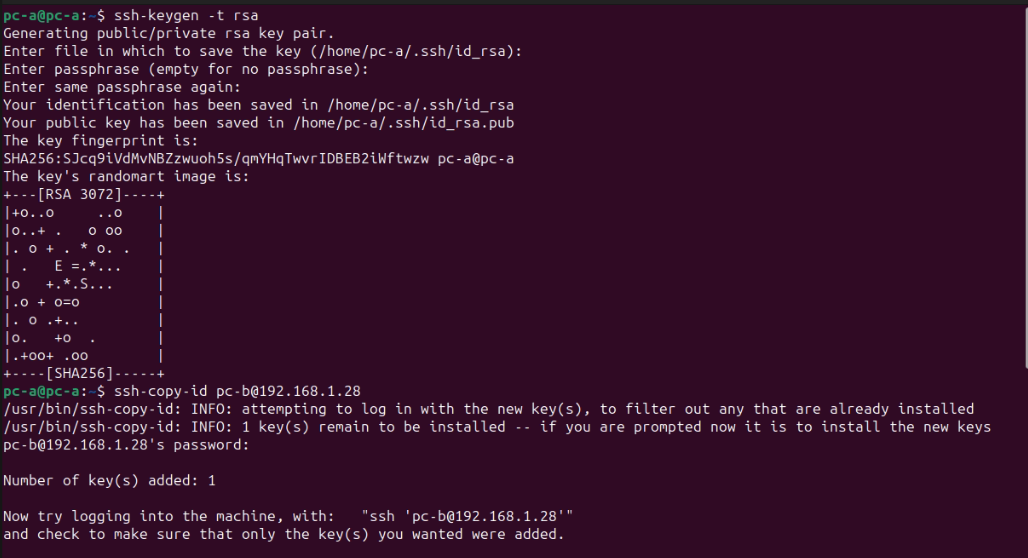 pc-a@pc-a:~$ ssh-keygen -t rsa
Generating public/private rsa key pair.
Enter file in which to save the key (/home/pc-a/.ssh/id_rsa):
Enter passphrase (empty for no passphrase):
Enter same passphrase again:
Your identification has been saved in /home/pc-a/.ssh/id_rsa
Your public key has been saved in /home/pc-a/.ssh/id_rsa.pub
The key fingerprint is:
SHA256:SJcq9iVdMvNBZzwuoh5s/qmYHqTwvrIDBEB2iWftwzw pc-a@pc-a
The key's randomart image is:
+---[RSA 3072]----+
|+o..o     ..o    |
|o..+ .   o oo    |
|. o + . * o. .   |
| .   E =.*...    |
|o   +.*.S...     |
|.o + o=o         |
|. o .+..         |
|o.   +o  .       |
|.+oo+ .oo        |
+----[SHA256]-----+
pc-a@pc-a:~$ ssh-copy-id pc-b@192.168.1.28
/usr/bin/ssh-copy-id: INFO: attempting to log in with the new key(s), to filter out any that are already installed
/usr/bin/ssh-copy-id: INFO: 1 key(s) remain to be installed -- if you are prompted now it is to install the new keys
pc-b@192.168.1.28's password:

Number of key(s) added: 1

Now try logging into the machine, with:   "ssh 'pc-b@192.168.1.28'"
and check to make sure that only the key(s) you wanted were added.